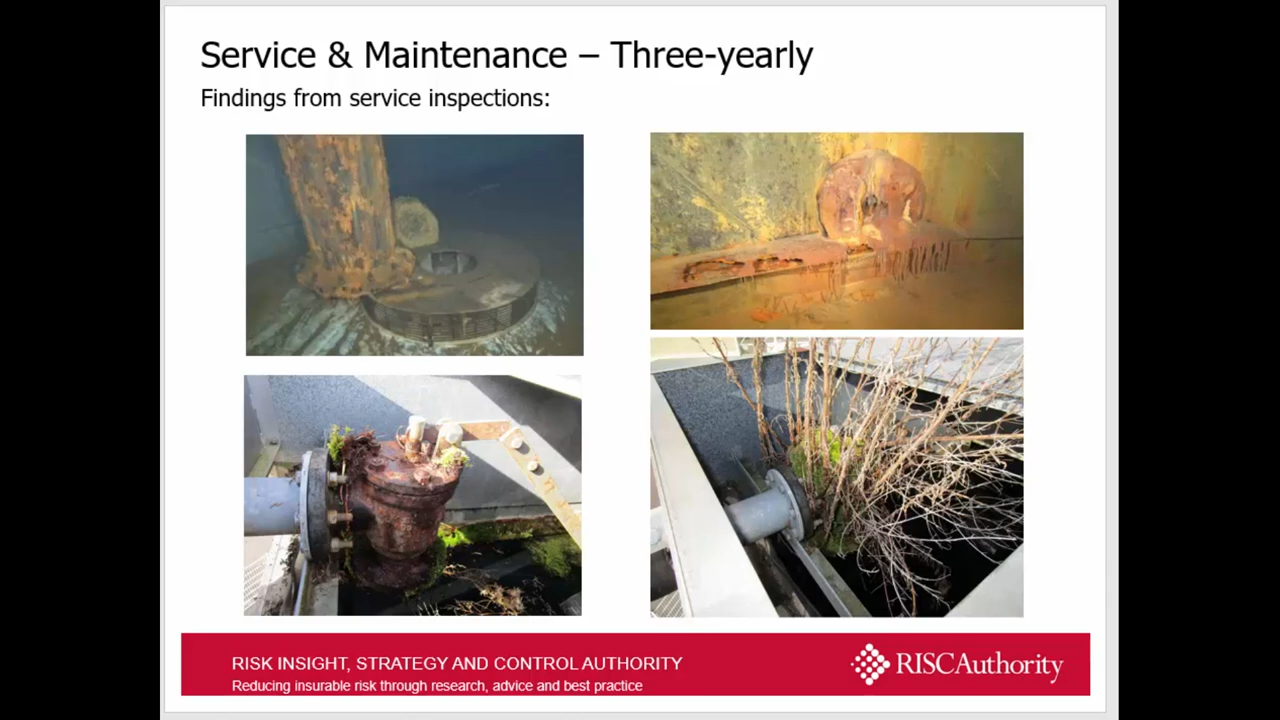 Service & Maintenance – Three-yearly
Findings from service inspections:
RISK INSIGHT, STRATEGY AND CONTROL AUTHORITY
Reducing insurable risk through research, advice and best practice
RISCAuthority